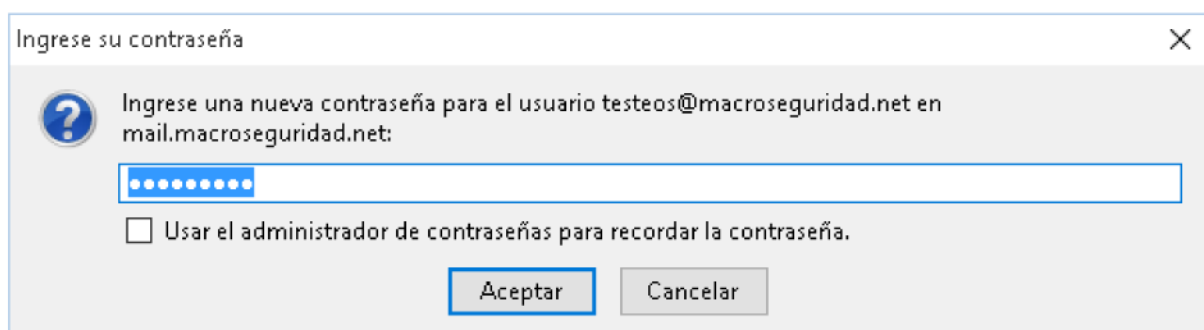 Ingrese su contraseña
Ingrese una nueva contraseña para el usuario testeos@macroseguridad.net en
mail.macroseguridad.net:
•••••••••
Usar el administrador de contraseñas para recordar la contraseña.
Aceptar
Cancelar